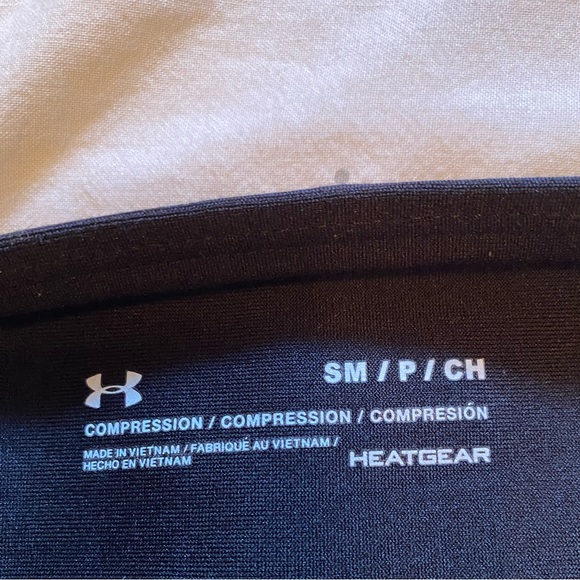 SM / P / CH
COMPRESSION / COMPRESSION / COMPRESIÓN
MADE IN VIETNAM / FABRIQUÉ AU VIETNAM /
HECHO EN VIETNAM
HEATGEAR